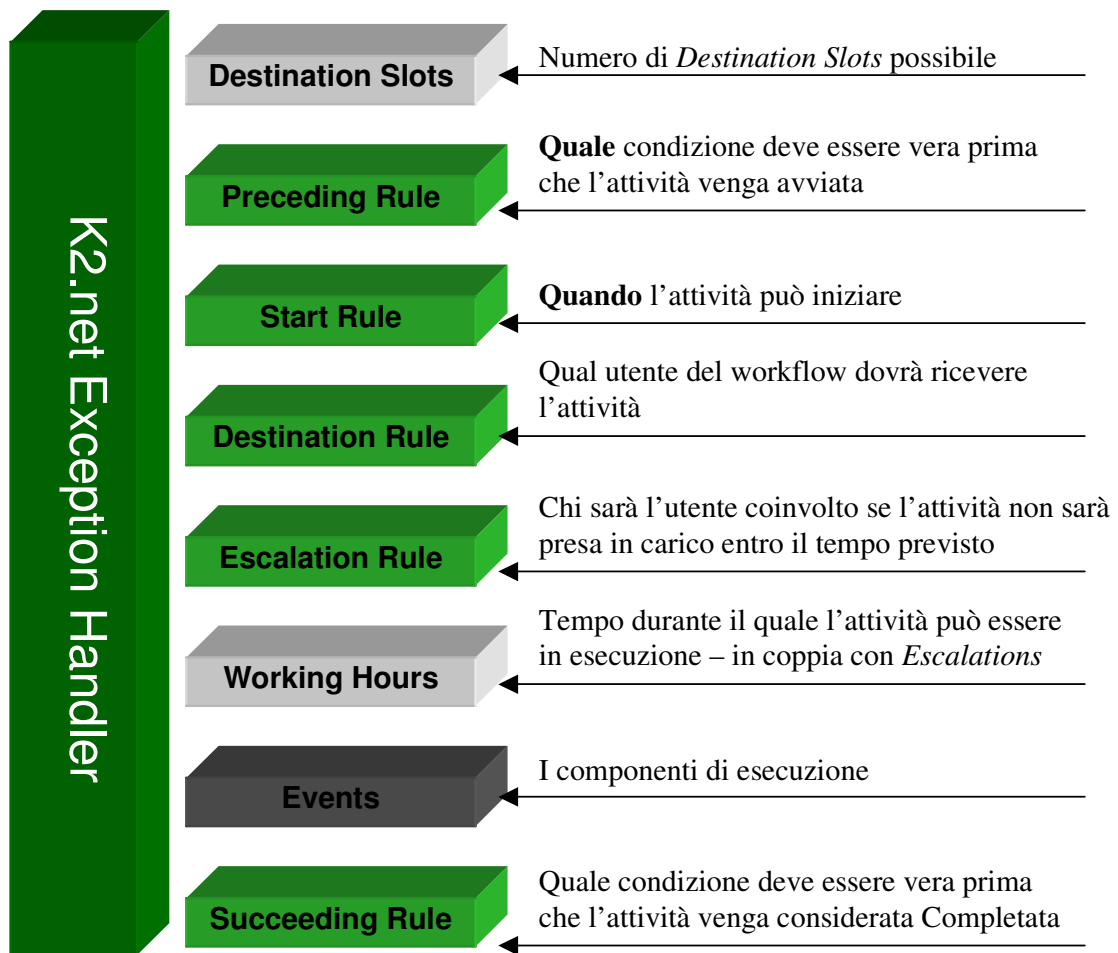 K2.net Exception Handler
Destination Slots
Numero di Destination Slots possibile
Preceding Rule
Quale condizione deve essere vera prima
che l’attività venga avviata
Start Rule
Quando l’attività può iniziare
Destination Rule
Qual utente del workflow dovrà ricevere
l’attività
Escalation Rule
Chi sarà l’utente coinvolto se l’attività non sarà
presa in carico entro il tempo previsto
Working Hours
Tempo durante il quale l’attività può essere
in esecuzione – in coppia con Escalations
Events
I componenti di esecuzione
Succeeding Rule
Quale condizione deve essere vera prima
che l’attività venga considerata Completata